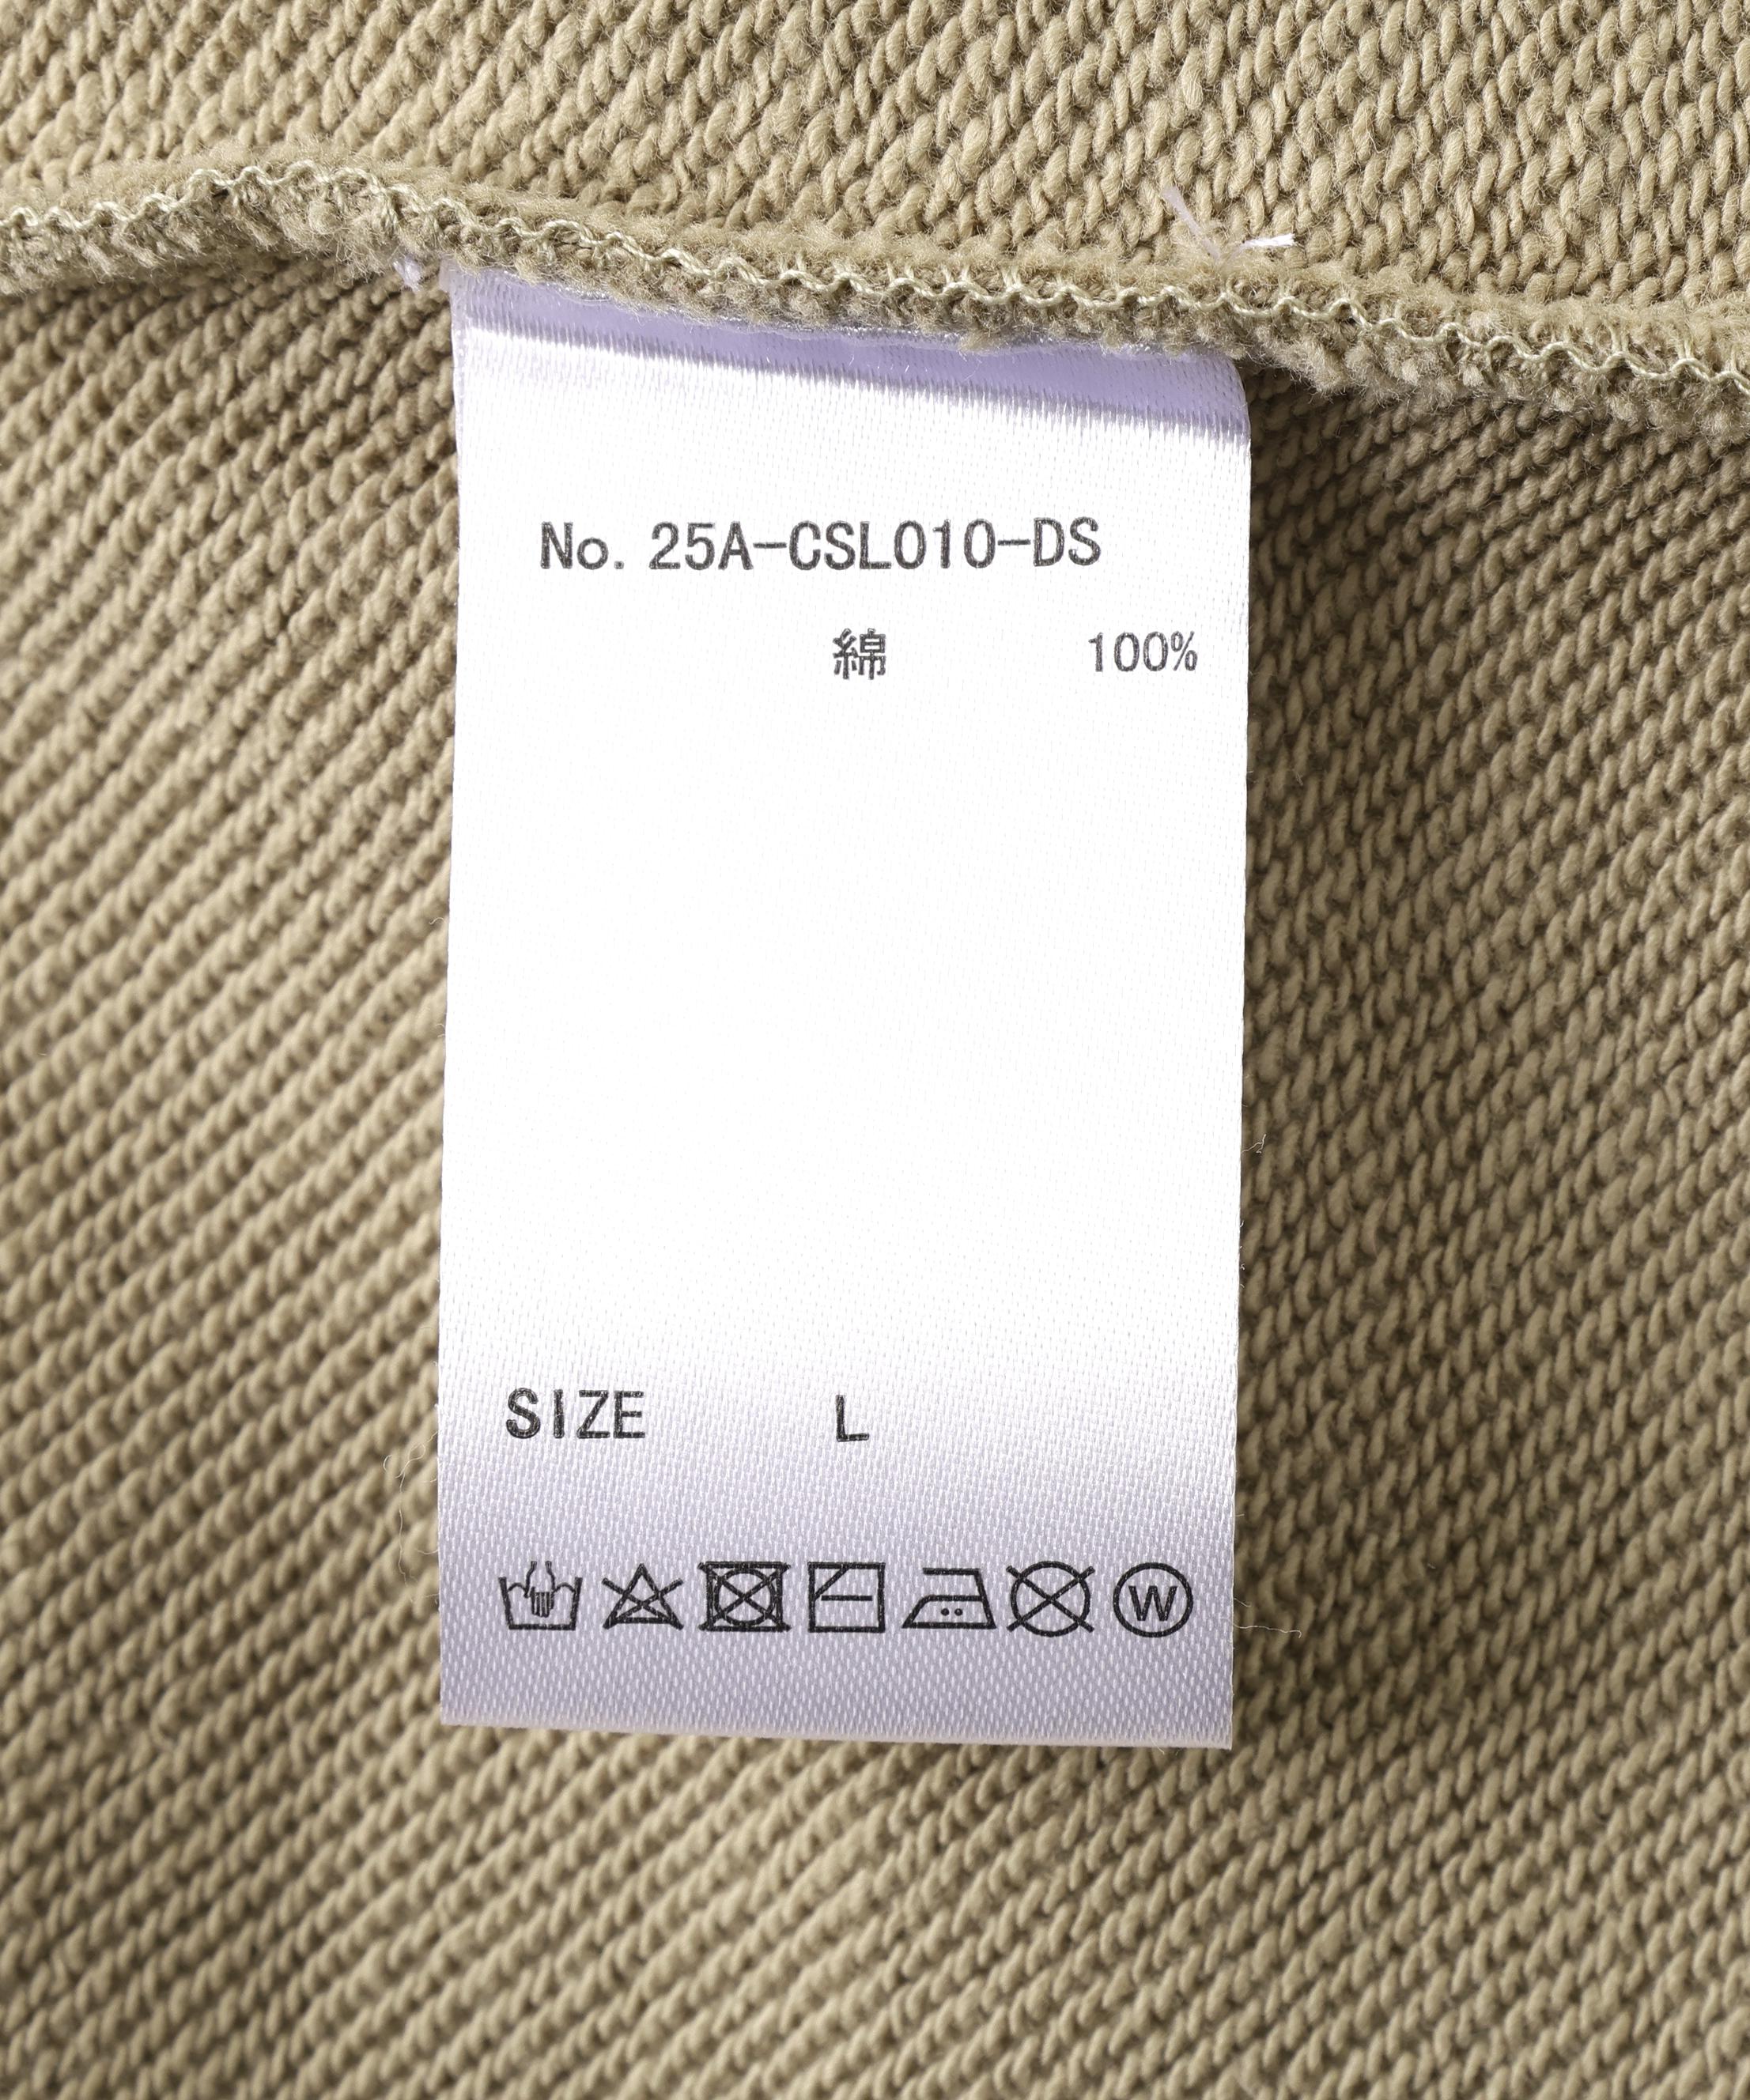 No. 25A-CSL010-DS
綿 100%
SIZE L
W